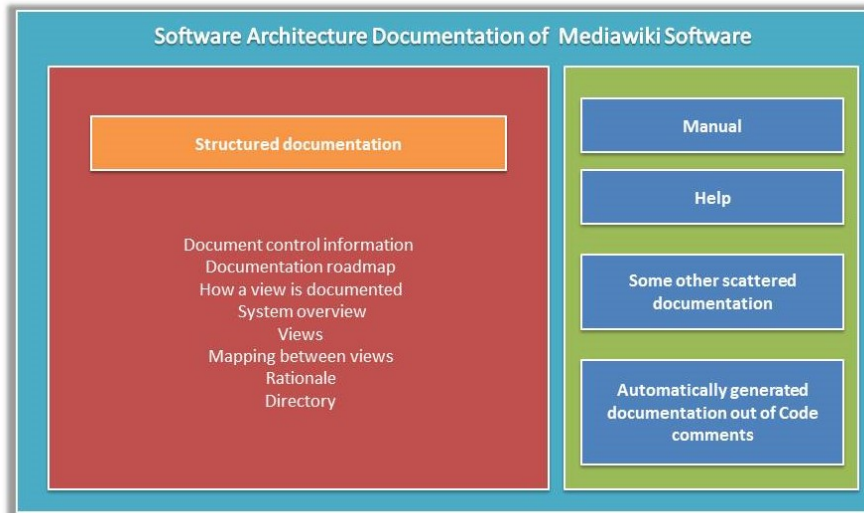 Software Architecture Documentation of Mediawiki Software
Structured documentation
Document control information
Documentation roadmap
How a view is documented
System overview
Views
Mapping between views
Rationale
Directory
Manual
Help
Some other scattered
documentation
Automatically generated
documentation out of Code
comments